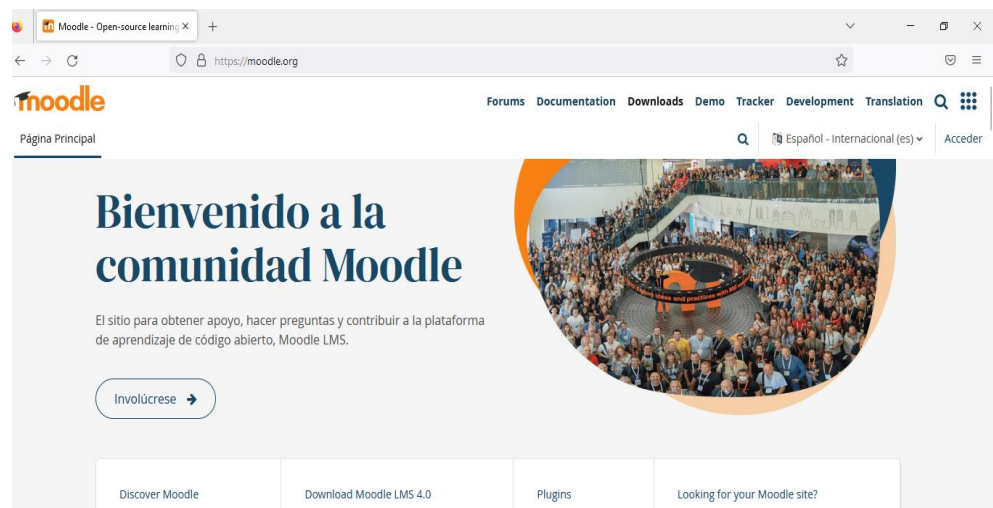 Moodle - Open-source learning
https://moodle.org
moodle
Forums Documentation Downloads Demo Tracker Development Translation
Página Principal
Español - Internacional (es)
Acceder
Bienvenido a la
comunidad Moodle
El sitio para obtener apoyo, hacer preguntas y contribuir a la plataforma
de aprendizaje de código abierto, Moodle LMS.
Involúcrese
Discover Moodle
Download Moodle LMS 4.0
Plugins
Looking for your Moodle site?